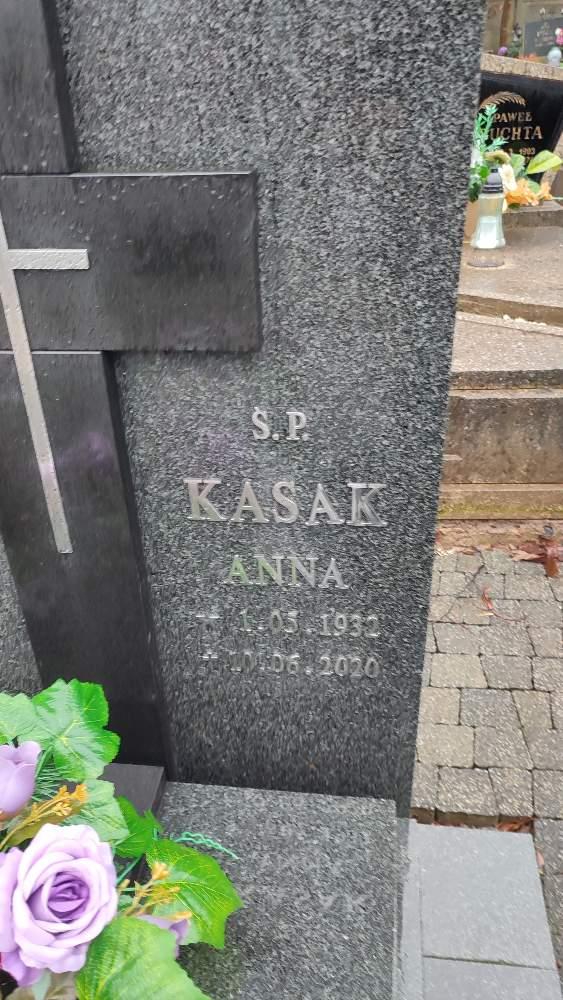 PAWEŁ
Ś.P.
KASAK
ANNA
1.05.1932
10.06.2020